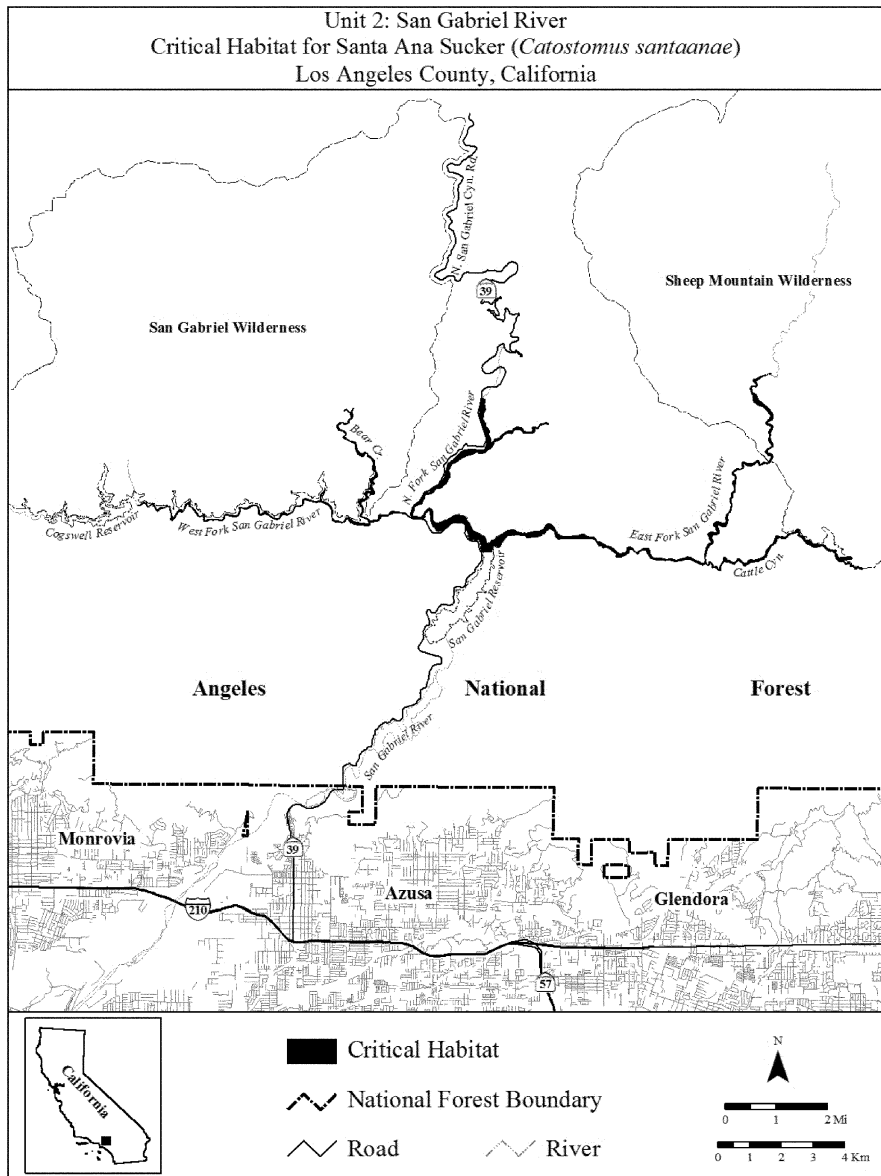 Unit 2: San Gabriel River
Critical Habitat for Santa Ana Sucker (Catostomus santaanae)
Los Angeles County, California
N. San Gabriel Cyn. Rd.
39
Sheep Mountain Wilderness
San Gabriel Wilderness
Bear Cr
N. Fork San Gabriel River
East Fork San Gabriel River
Cogswell Reservoir
West Fork San Gabriel River
Cattle Cyn.
San Gabriel Reservoir
Angeles National Forest
San Gabriel River
Monrovia
39
Azusa
Glendora
210
57
California
Critical Habitat
National Forest Boundary
Road
River
N
0 1 2 Mi
0 1 2 3 4 Km